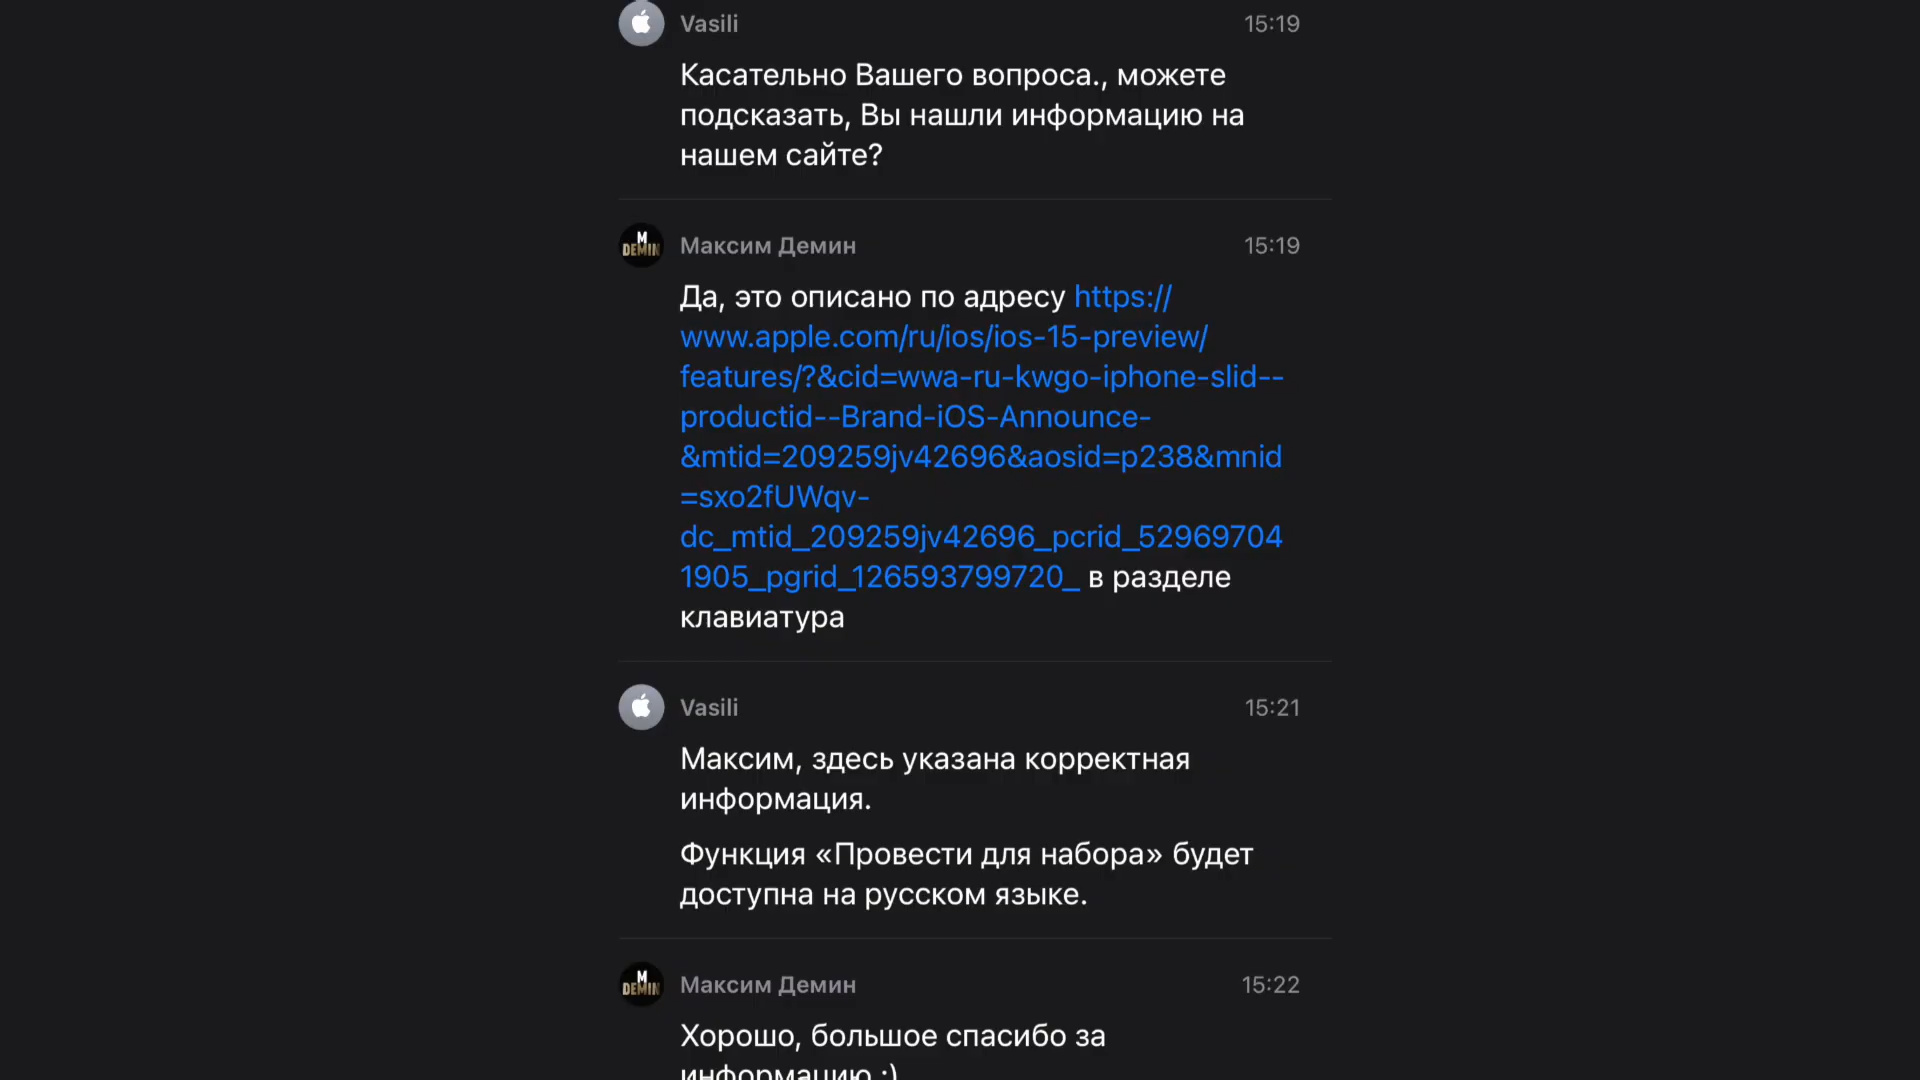 Vasili 15:19
Касательно Вашего вопроса., можете
подсказать, Вы нашли информацию на
нашем сайте?
M
DEMIN
Максим Демин 15:19
Да, это описано по адресу https://
www.apple.com/ru/ios/ios-15-preview/
features/?&cid=wwa-ru-kwgo-iphone-slid--
productid--Brand-iOS-Announce-
&mtid=209259jv42696&aosid=p238&mnid
=sxo2fUWqv-
dc_mtid_209259jv42696_pcrid_52969704
1905_pgrid_126593799720_ в разделе
клавиатура
Vasili 15:21
Максим, здесь указана корректная
информация.
Функция «Провести для набора» будет
доступна на русском языке.
M
DEMIN
Максим Демин 15:22
Хорошо, большое спасибо за
информацию :)